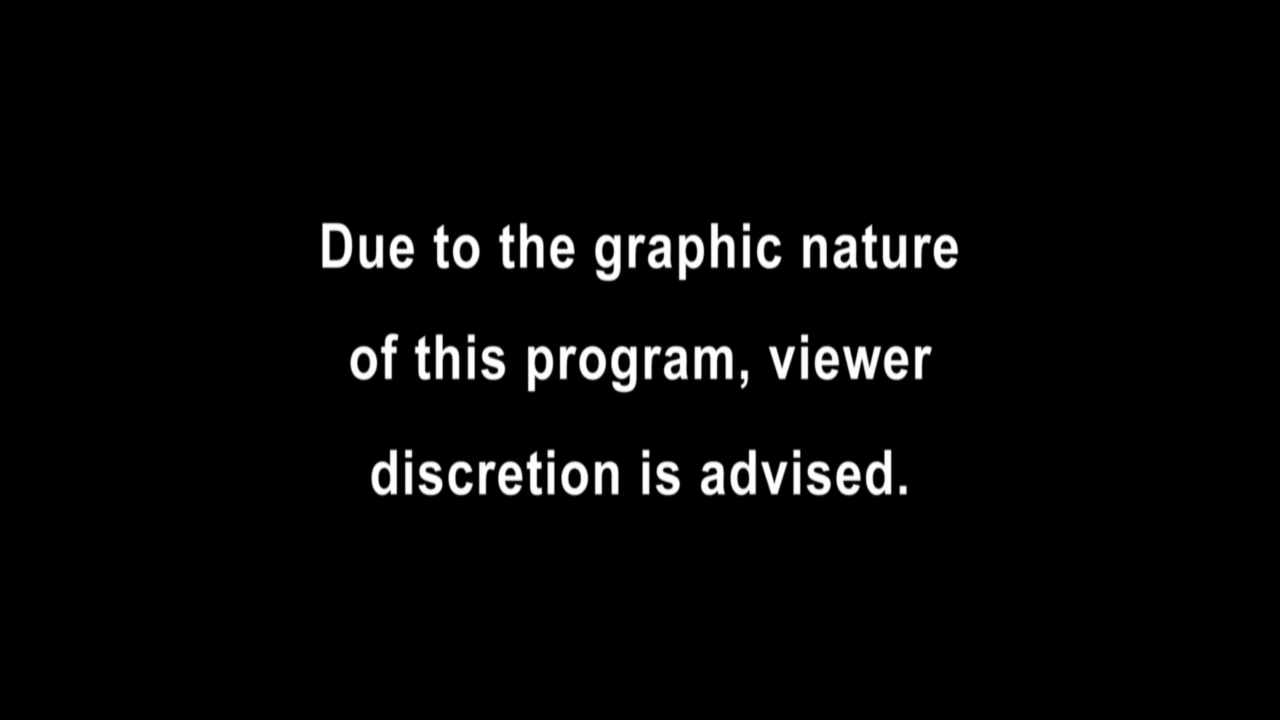 Due to the graphic nature
of this program, viewer
discretion is advised.